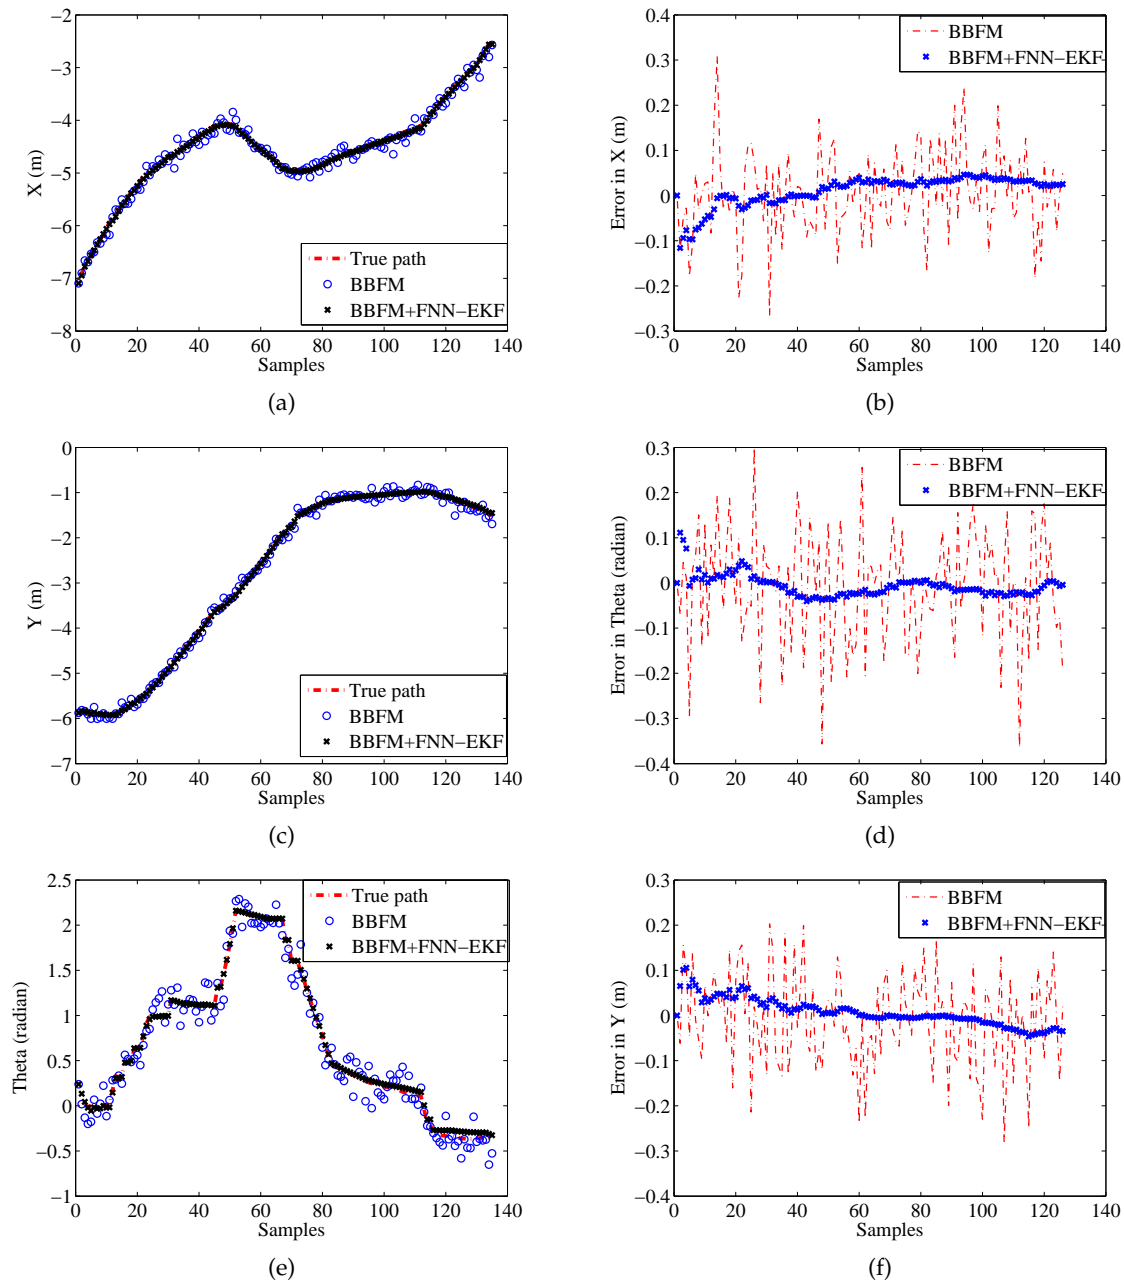 −2
−3
−4
−5
−6
−7
−8
X (m)
0 20 40 60 80 100 120 140
Samples
True path
BBFM
BBFM+FNN−EKF
(a)
0.4
0.3
0.2
0.1
0
−0.1
−0.2
−0.3
Error in X (m)
0 20 40 60 80 100 120 140
Samples
BBFM
BBFM+FNN−EKF
(b)
0
−1
−2
−3
−4
−5
−6
−7
Y (m)
0 20 40 60 80 100 120 140
Samples
True path
BBFM
BBFM+FNN−EKF
(c)
0.3
0.2
0.1
0
−0.1
−0.2
−0.3
−0.4
Error in Theta (radian)
0 20 40 60 80 100 120 140
Samples
BBFM
BBFM+FNN−EKF
(d)
2.5
2
1.5
1
0.5
0
−0.5
−1
Theta (radian)
0 20 40 60 80 100 120 140
Samples
True path
BBFM
BBFM+FNN−EKF
(e)
0.3
0.2
0.1
0
−0.1
−0.2
−0.3
−0.4
Error in Y (m)
0 20 40 60 80 100 120 140
Samples
BBFM
BBFM+FNN−EKF
(f)